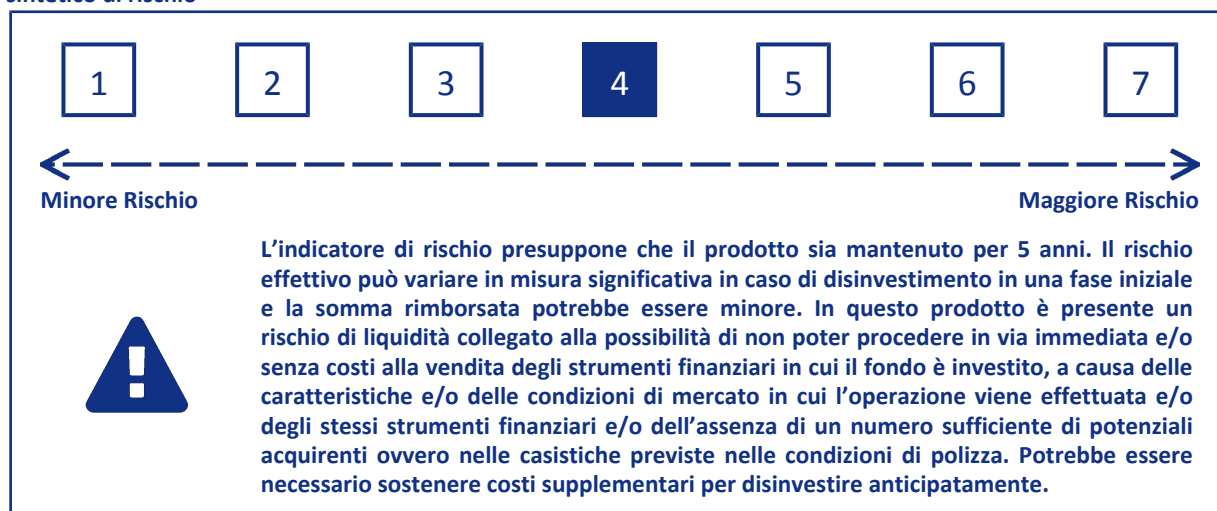 sintetico di rischio
1 2 3 4 5 6 7
Minore Rischio Maggiore Rischio
L'indicatore di rischio presuppone che il prodotto sia mantenuto per 5 anni. Il rischio
effettivo può variare in misura significativa in caso di disinvestimento in una fase iniziale
e la somma rimborsata potrebbe essere minore. In questo prodotto è presente un
rischio di liquidità collegato alla possibilità di non poter procedere in via immediata e/o
senza costi alla vendita degli strumenti finanziari in cui il fondo è investito, a causa delle
caratteristiche e/o delle condizioni di mercato in cui l'operazione viene effettuata e/o
degli stessi strumenti finanziari e/o dell'assenza di un numero sufficiente di potenziali
acquirenti ovvero nelle casistiche previste nelle condizioni di polizza. Potrebbe essere
necessario sostenere costi supplementari per disinvestire anticipatamente.